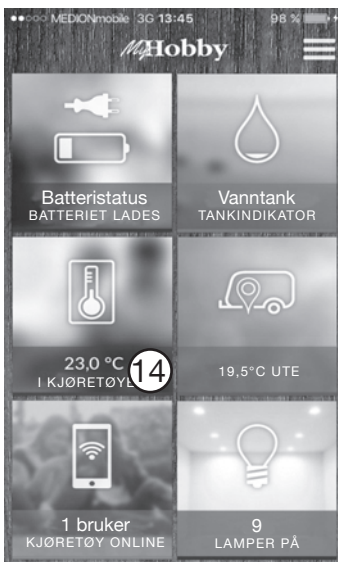 MEDIONmobile 3G 13:45 98 %
MyHobby
Batteristatus
BATTERIET LADES
Vanntank
TANKINDIKATOR
23,0 °C
14
I
19,5°C UTE
1 bruker
KJØRETØY ONLINE
9
LAMPER PÅ